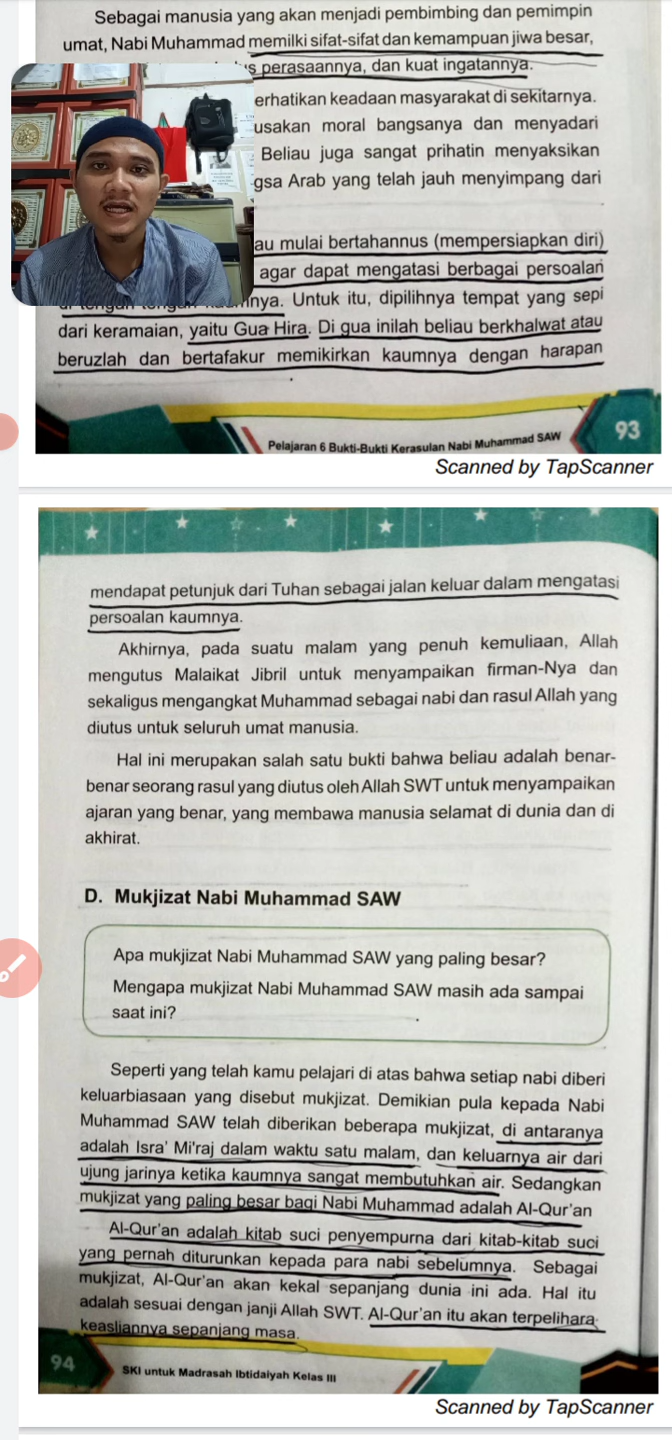 Sebagai manusia yang akan menjadi pembimbing dan pemimpin
umat, Nabi Muhammad memilki sifat-sifat dan kemampuan jiwa besar,
perasaannya, dan kuat ingatannya.
erhatikan keadaan masyarakat di sekitarnya.
usakan moral bangsanya dan menyadari
Beliau juga sangat prihatin menyaksikan
gsa Arab yang telah jauh menyimpang dari
au mulai bertahannus (mempersiapkan diri)
agar dapat mengatasi berbagai persoalan
nya. Untuk itu, dipilihnya tempat yang sepi
dari keramaian, yaitu Gua Hira. Di gua inilah beliau berkhalwat atau
beruzlah dan bertafakur memikirkan kaumnya dengan harapan
Pelajaran 6 Bukti-Bukti Kerasulan Nabi Muhammad SAW
93
Scanned by TapScanner
mendapat petunjuk dari Tuhan sebagai jalan keluar dalam mengatasi
persoalan kaumnya.
Akhirnya, pada suatu malam yang penuh kemuliaan, Allah
mengutus Malaikat Jibril untuk menyampaikan firman-Nya dan
sekaligus mengangkat Muhammad sebagai nabi dan rasul Allah yang
diutus untuk seluruh umat manusia.
Hal ini merupakan salah satu bukti bahwa beliau adalah benar-
benar seorang rasul yang diutus oleh Allah SWT untuk menyampaikan
ajaran yang benar, yang membawa manusia selamat di dunia dan di
akhirat.
D. Mukjizat Nabi Muhammad SAW
Apa mukjizat Nabi Muhammad SAW yang paling besar?
Mengapa mukjizat Nabi Muhammad SAW masih ada sampai
saat ini?
Seperti yang telah kamu pelajari di atas bahwa setiap nabi diberi
keluarbiasaan yang disebut mukjizat. Demikian pula kepada Nabi
Muhammad SAW telah diberikan beberapa mukjizat, di antaranya
adalah Isra' Mi'raj dalam waktu satu malam, dan keluarnya air dari
ujung jarinya ketika kaumnya sangat membutuhkan air. Sedangkan
mukjizat yang paling besar bagi Nabi Muhammad adalah Al-Qur'an
Al-Qur'an adalah kitab suci penyempurna dari kitab-kitab suci
yang pernah diturunkan kepada para nabi sebelumnya. Sebagai
mukjizat, Al-Qur'an akan kekal sepanjang dunia ini ada. Hal itu
adalah sesuai dengan janji Allah SWT. Al-Qur'an itu akan terpelihara
keasliannya sepanjang masa.
94
SKI untuk Madrasah Ibtidaiyah Kelas III
Scanned by TapScanner